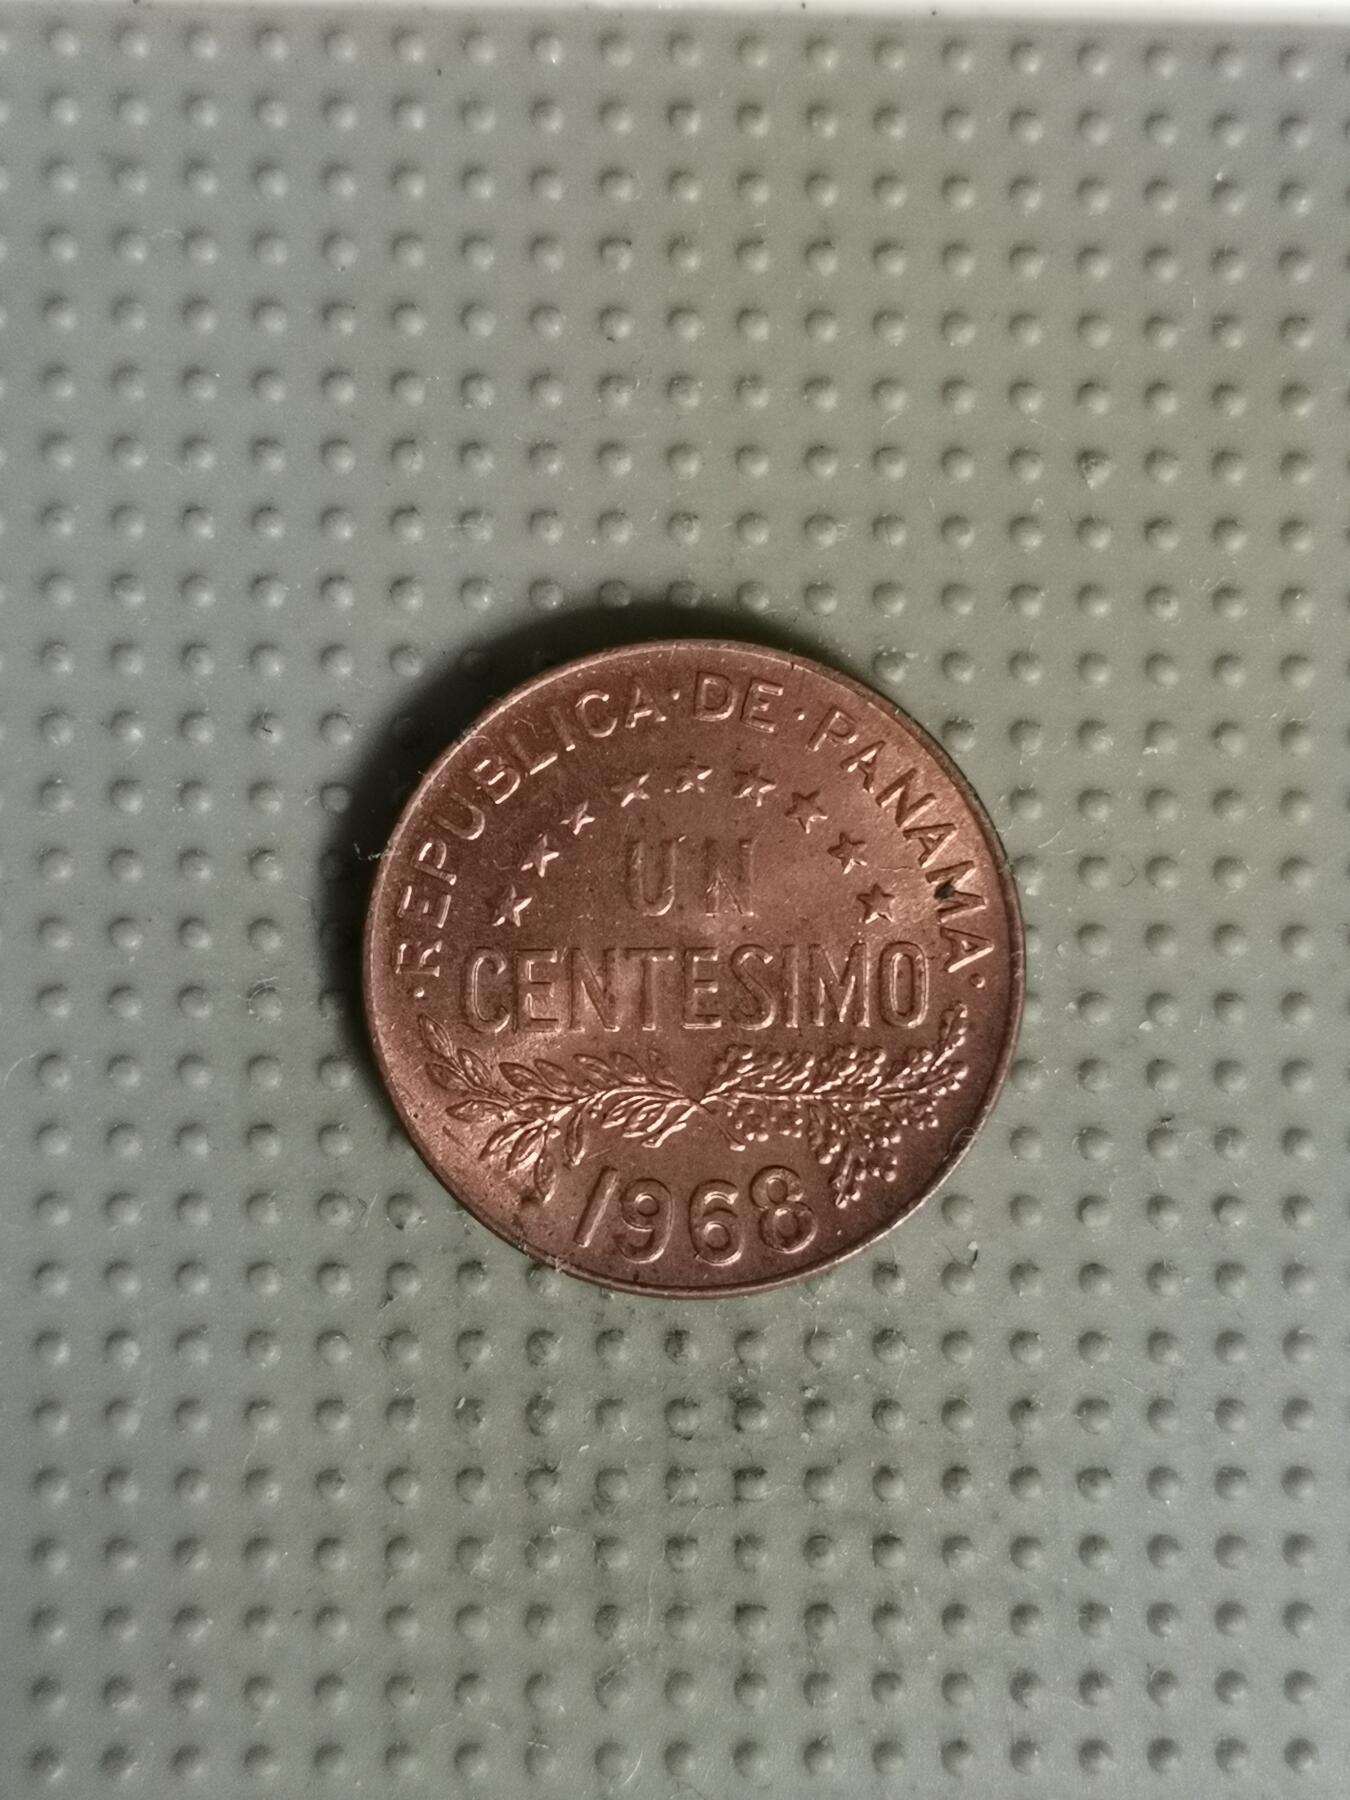 ·REPUBLICA·DE·PANAMA·
UN
CENTESIMO
1968